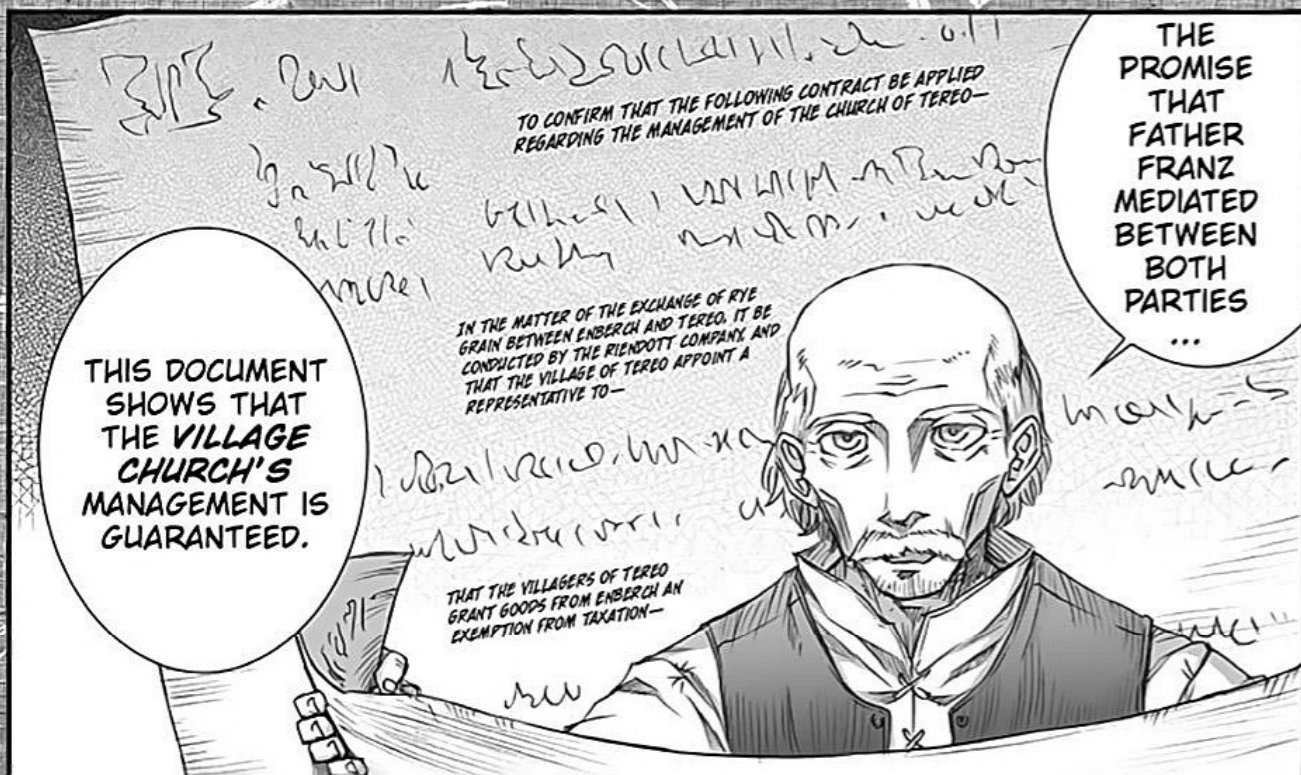 THE
PROMISE
THAT
FATHER
FRANZ
MEDIATED
BETWEEN
BOTH
PARTIES
...
TO CONFIRM THAT THE FOLLOWING CONTRACT BE APPLIED
REGARDING THE MANAGEMENT OF THE CHURCH OF TEREO—
IN THE MATTER OF THE EXCHANGE OF RYE
GRAIN BETWEEN ENBERCH AND TEREO, IT BE
CONDUCTED BY THE RIENDOTT COMPANY, AND
THAT THE VILLAGE OF TEREO APPOINT A
REPRESENTATIVE TO—
THAT THE VILLAGERS OF TEREO
GRANT GOODS FROM ENBERCH AN
EXEMPTION FROM TAXATION—
THIS DOCUMENT
SHOWS THAT
THE VILLAGE
CHURCH'S
MANAGEMENT IS
GUARANTEED.